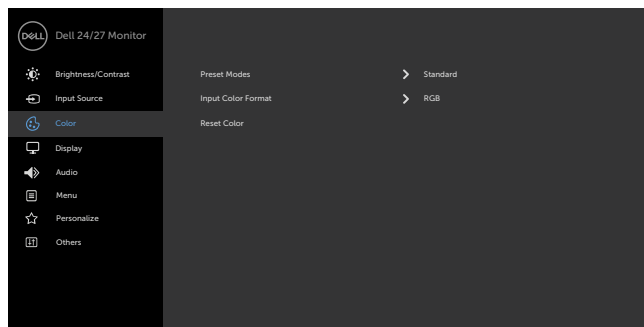 DELL Dell 24/27 Monitor
Brightness/Contrast Preset Modes Standard
Input Source Input Color Format RGB
Color Reset Color
Display
Audio
Menu
Personalize
Others